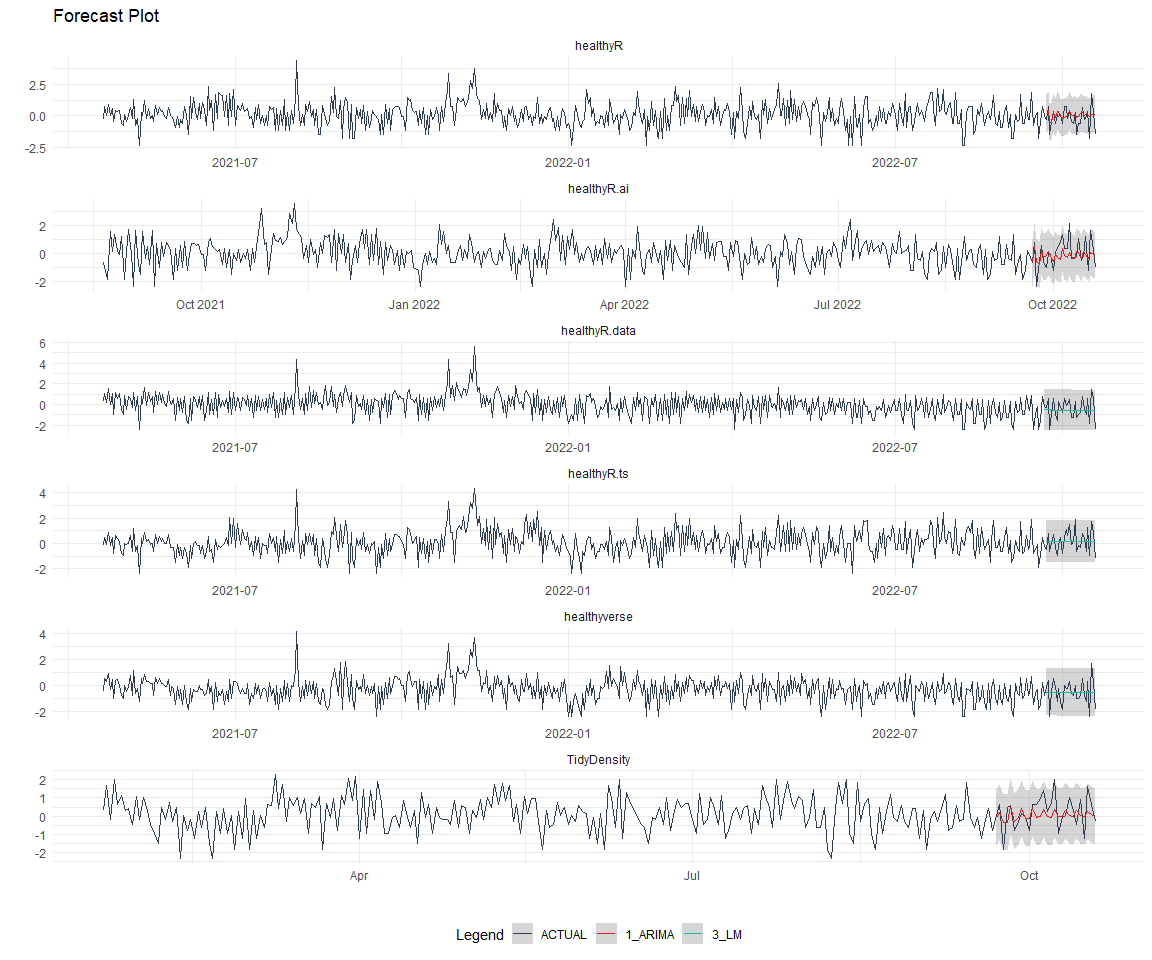 Forecast Plot
healthyR
2.5
0.0
-2.5
2021-07 2022-01 2022-07
healthyR.ai
2
0
-2
Oct 2021 Jan 2022 Apr 2022 Jul 2022 Oct 2022
healthyR.data
6
4
2
0
-2
2021-07 2022-01 2022-07
healthyR.ts
4
2
0
-2
2021-07 2022-01 2022-07
healthyverse
4
2
0
-2
2021-07 2022-01 2022-07
TidyDensity
2
1
0
-1
-2
Apr Jul Oct
Legend ACTUAL 1_ARIMA 3_LM